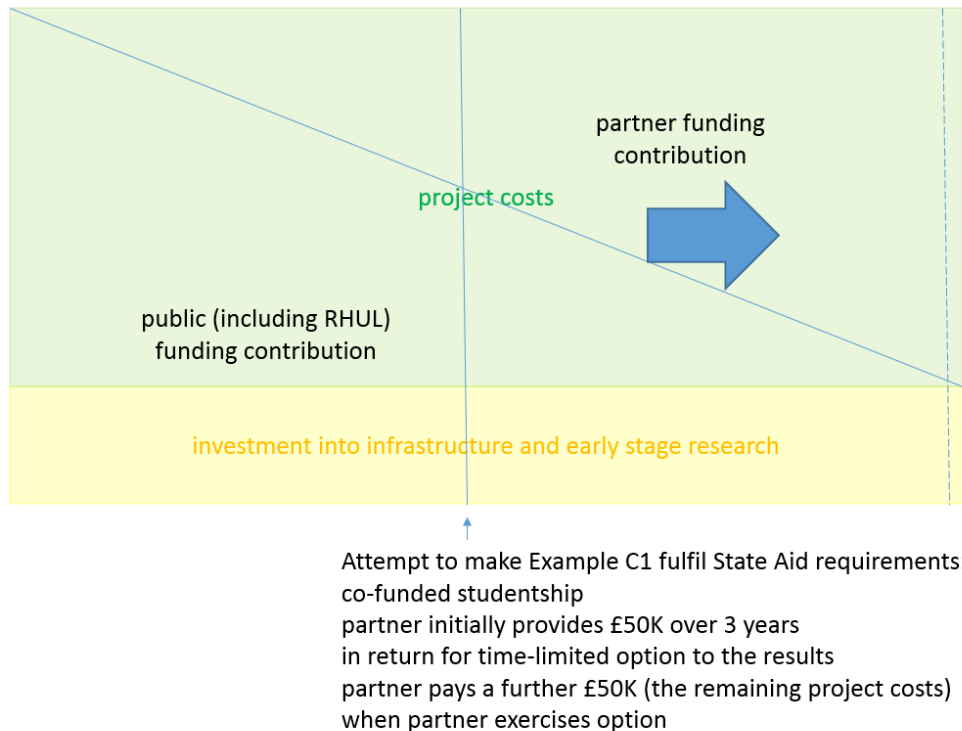 partner funding
contribution
project costs
public (including RHUL)
funding contribution
investment into infrastructure and early stage research
Attempt to make Example C1 fulfil State Aid requirements
co-funded studentship
partner initially provides £50K over 3 years
in return for time-limited option to the results
partner pays a further £50K (the remaining project costs)
when partner exercises option